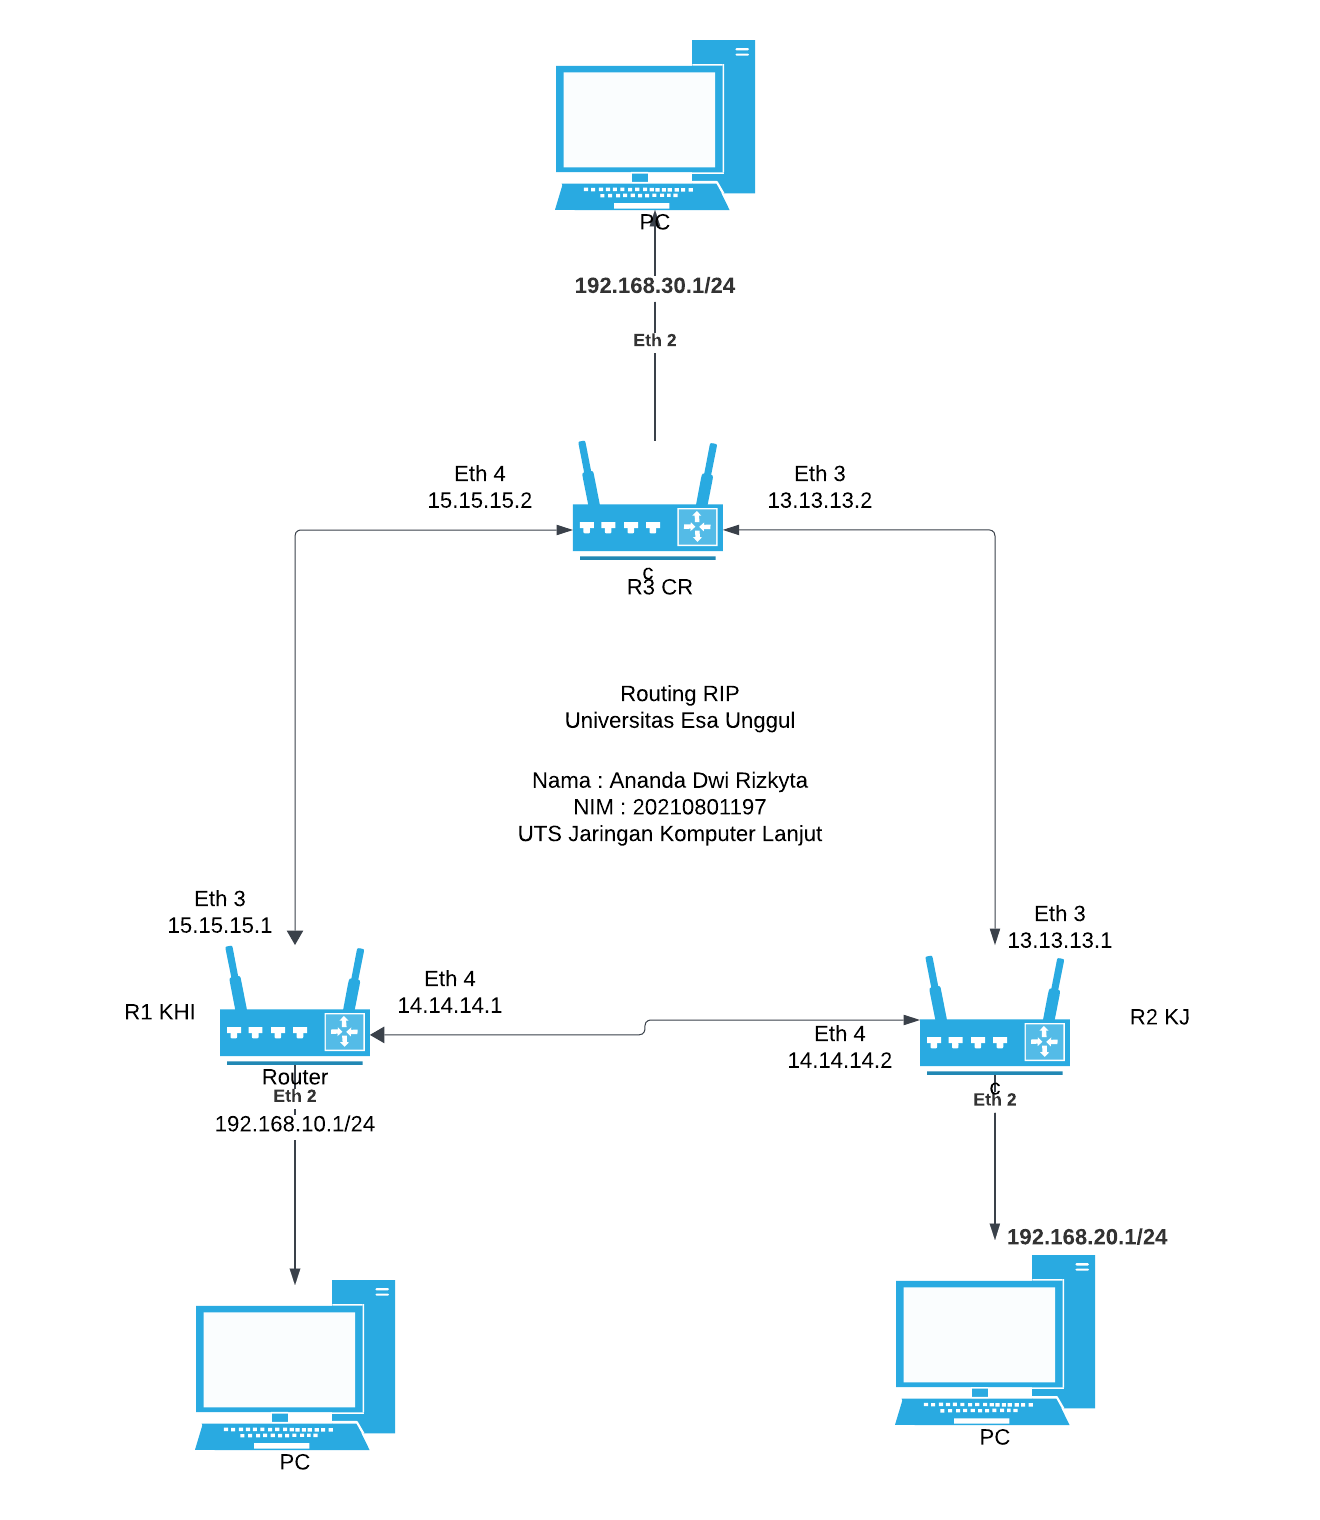 PC
192.168.30.1/24
Eth 2
Eth 4
15.15.15.2
Eth 3
13.13.13.2
c
R3 CR
Routing RIP
Universitas Esa Unggul
Nama : Ananda Dwi Rizkyta
NIM : 20210801197
UTS Jaringan Komputer Lanjut
Eth 3
15.15.15.1
Eth 3
13.13.13.1
R1 KHI
Eth 4
14.14.14.1
Eth 4
14.14.14.2
R2 KJ
Router
Eth 2
192.168.10.1/24
c
Eth 2
192.168.20.1/24
PC
PC